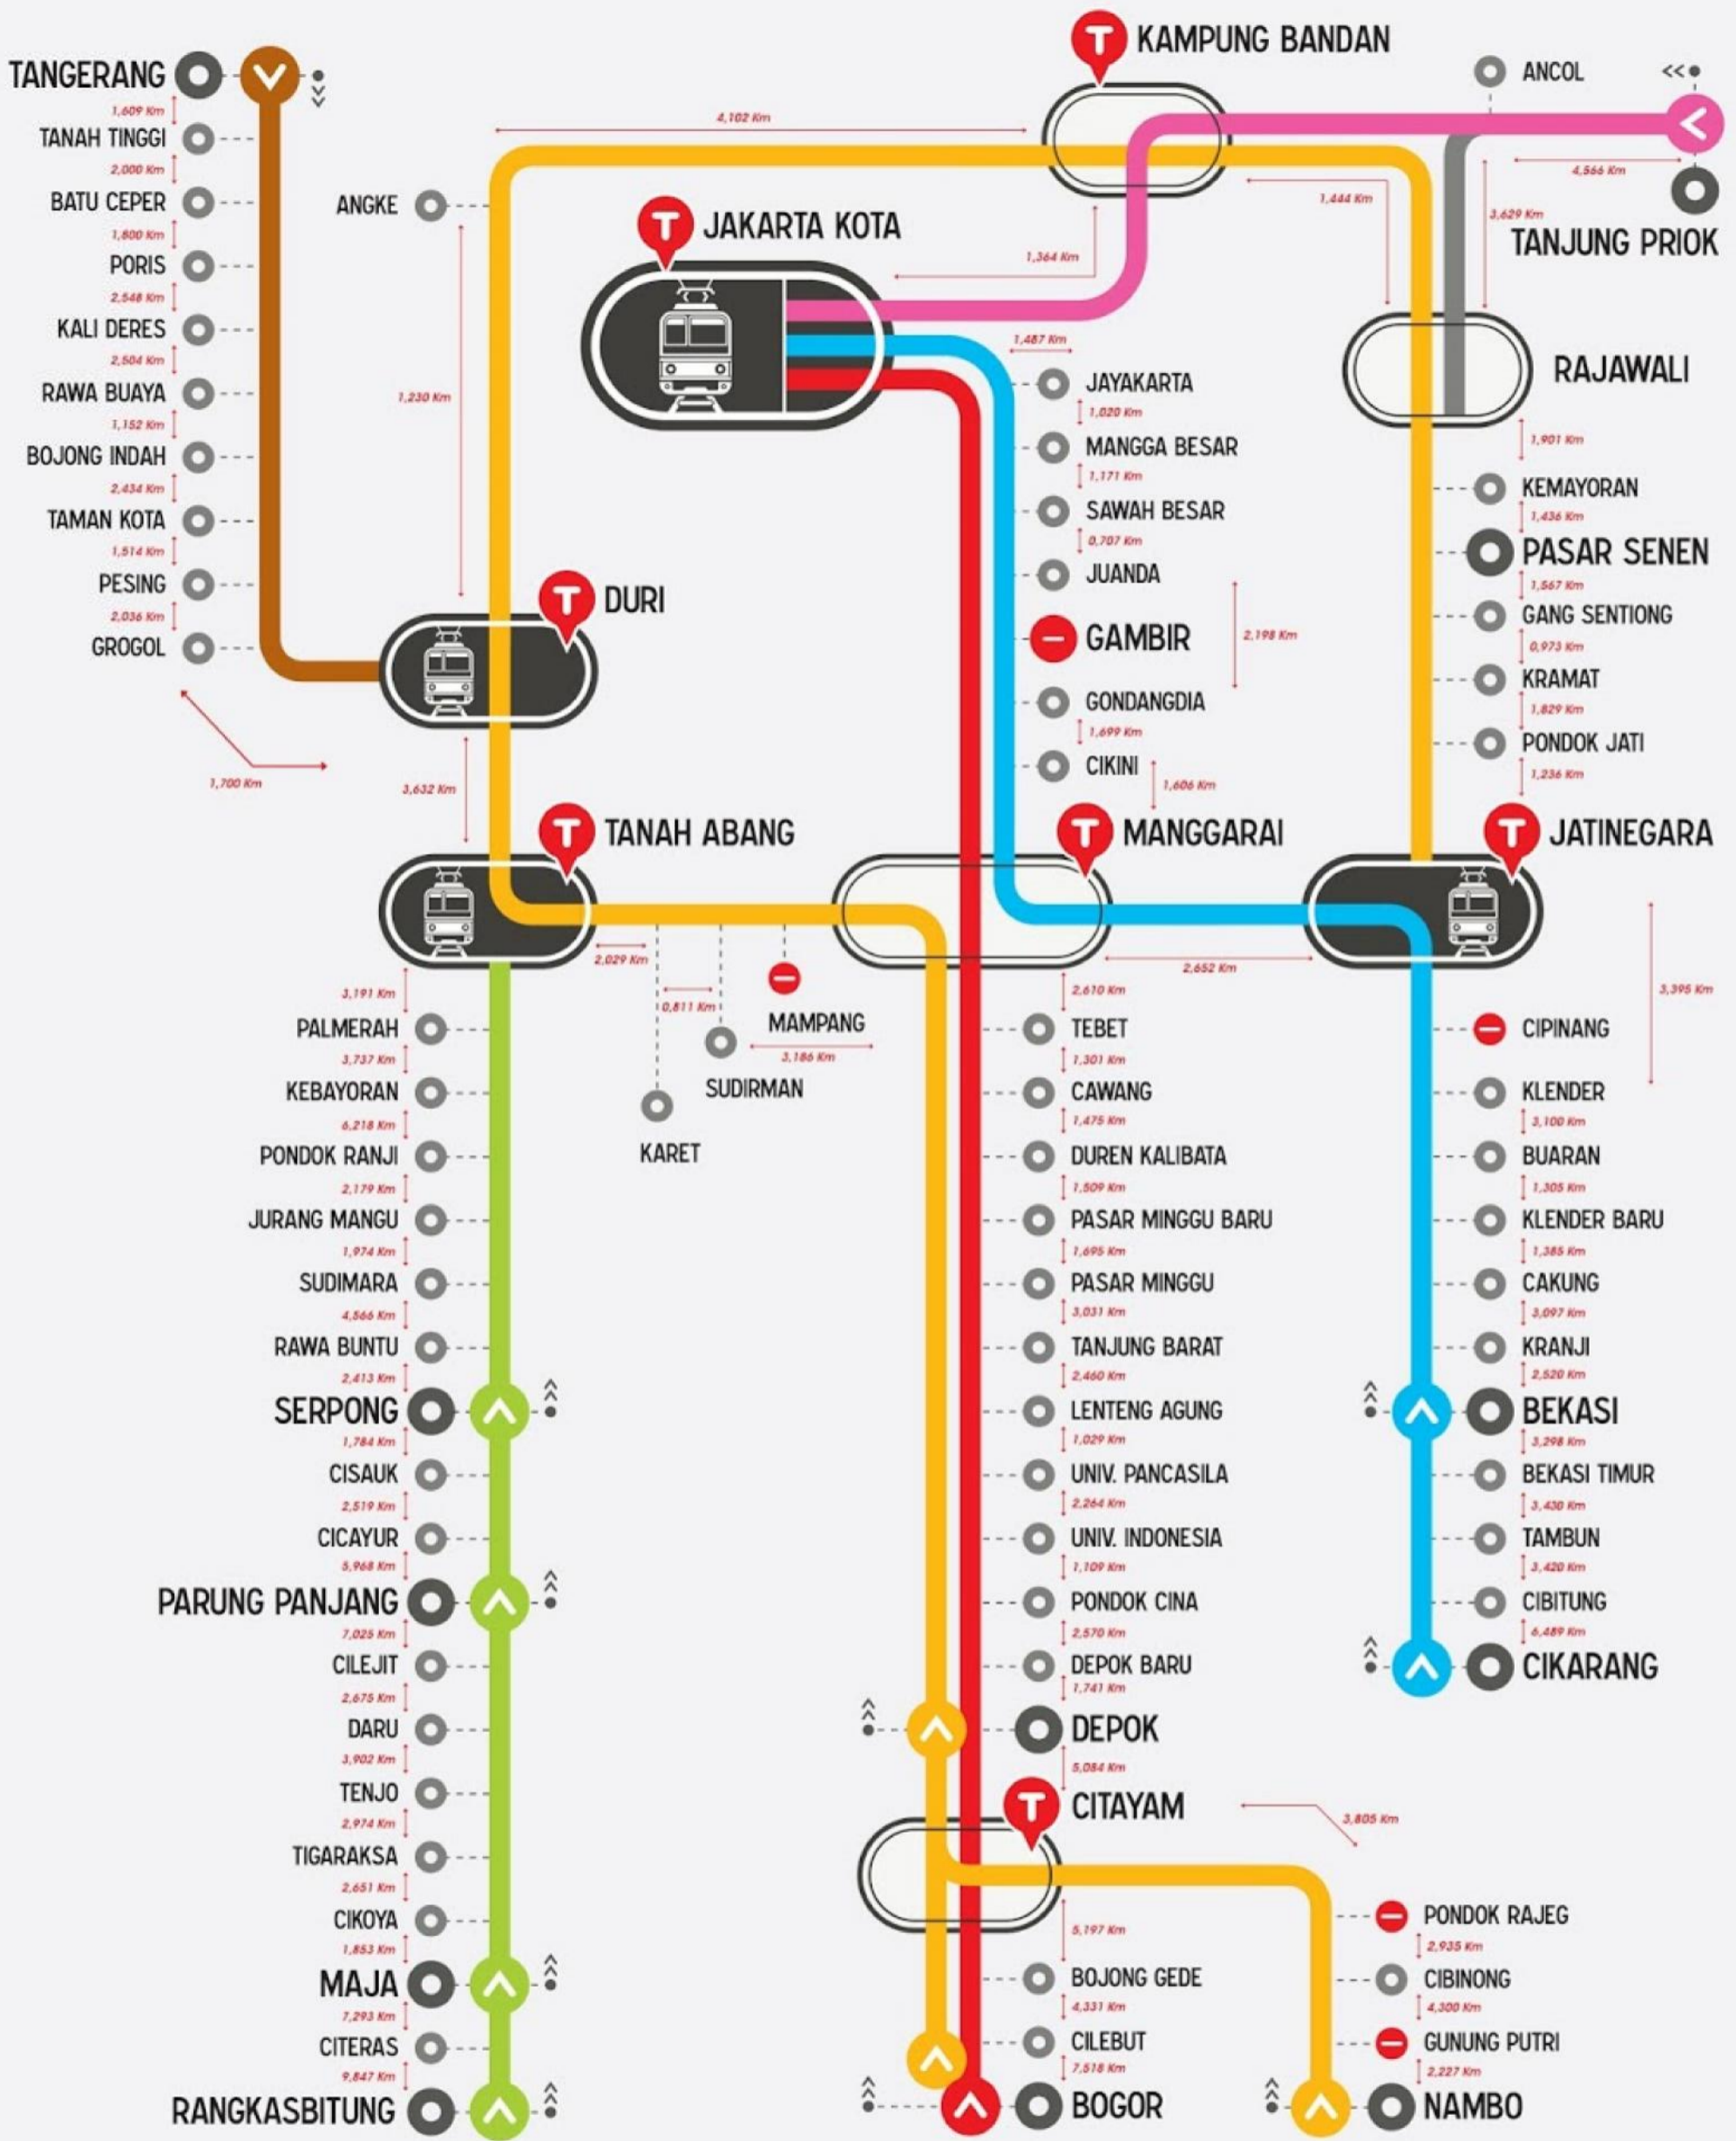 T KAMPUNG BANDAN
TANGERANG
ANCOL
<<
1,609 Km
4,102 Km
TANAH TINGGI
4,566 Km
2,000 Km
BATU CEPER
ANGKE
1,444 Km
3,629 Km
1,800 Km
T JAKARTA KOTA
TANJUNG PRIOK
PORIS
1,364 Km
2,548 Km
KALI DERES
1,487 Km
2,504 Km
JAYAKARTA
RAJAWALI
RAWA BUAYA
1,230 Km
1,020 Km
1,152 Km
MANGGA BESAR
1,901 Km
BOJONG INDAH
1,171 Km
KEMAYORAN
2,434 Km
SAWAH BESAR
1,436 Km
TAMAN KOTA
0,707 Km
PASAR SENEN
1,514 Km
JUANDA
1,567 Km
PESING
T DURI
GANG SENTIONG
2,036 Km
GAMBIR
2,198 Km
0,973 Km
GROGOL
KRAMAT
GONDANGDIA
1,829 Km
1,699 Km
PONDOK JATI
1,700 Km
3,632 Km
CIKINI
1,606 Km
1,236 Km
T TANAH ABANG
T MANGGARAI
T JATINEGARA
2,029 Km
2,652 Km
3,191 Km
0,811 Km
2,610 Km
3,395 Km
PALMERAH
MAMPANG
TEBET
CIPINANG
3,737 Km
3,186 Km
1,301 Km
KEBAYORAN
SUDIRMAN
CAWANG
KLENDER
6,218 Km
1,475 Km
3,100 Km
PONDOK RANJI
KARET
DUREN KALIBATA
BUARAN
2,179 Km
1,509 Km
1,305 Km
JURANG MANGU
PASAR MINGGU BARU
KLENDER BARU
1,974 Km
1,695 Km
1,385 Km
SUDIMARA
PASAR MINGGU
CAKUNG
4,566 Km
3,031 Km
3,097 Km
RAWA BUNTU
TANJUNG BARAT
KRANJI
2,413 Km
2,460 Km
2,520 Km
SERPONG
LENTENG AGUNG
BEKASI
1,784 Km
1,029 Km
3,298 Km
CISAUK
UNIV. PANCASILA
BEKASI TIMUR
2,519 Km
2,264 Km
3,430 Km
CICAYUR
UNIV. INDONESIA
TAMBUN
5,968 Km
1,109 Km
3,420 Km
PARUNG PANJANG
PONDOK CINA
CIBITUNG
7,025 Km
2,570 Km
6,489 Km
CILEJIT
DEPOK BARU
CIKARANG
2,675 Km
1,741 Km
DARU
DEPOK
3,902 Km
5,084 Km
TENJO
T CITAYAM
2,974 Km
3,805 Km
TIGARAKSA
2,651 Km
CIKOYA
5,197 Km
PONDOK RAJEG
1,853 Km
2,935 Km
MAJA
BOJONG GEDE
CIBINONG
7,293 Km
4,331 Km
4,300 Km
CITERAS
CILEBUT
GUNUNG PUTRI
9,847 Km
7,518 Km
2,227 Km
RANGKASBITUNG
BOGOR
NAMBO